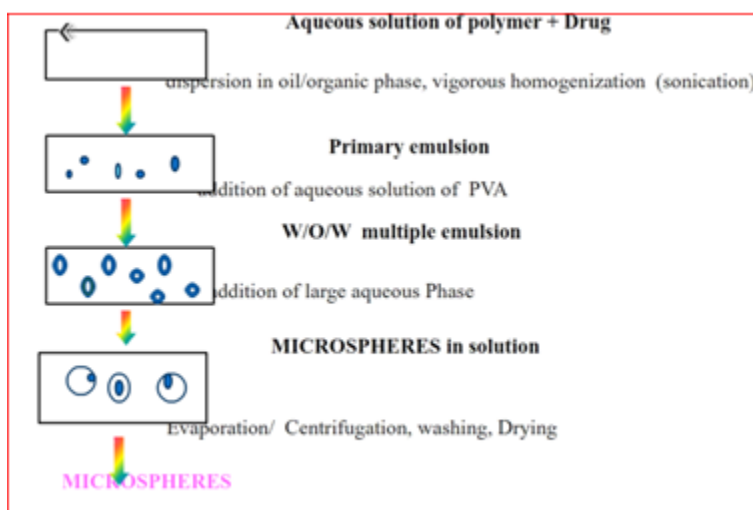 Aqueous solution of polymer + Drug
dispersion in oil/organic phase, vigorous homogenization (sonication)
Primary emulsion
addition of aqueous solution of PVA
W/O/W multiple emulsion
addition of large aqueous Phase
MICROSPHERES in solution
Evaporation/ Centrifugation, washing, Drying
MICROSPHERES